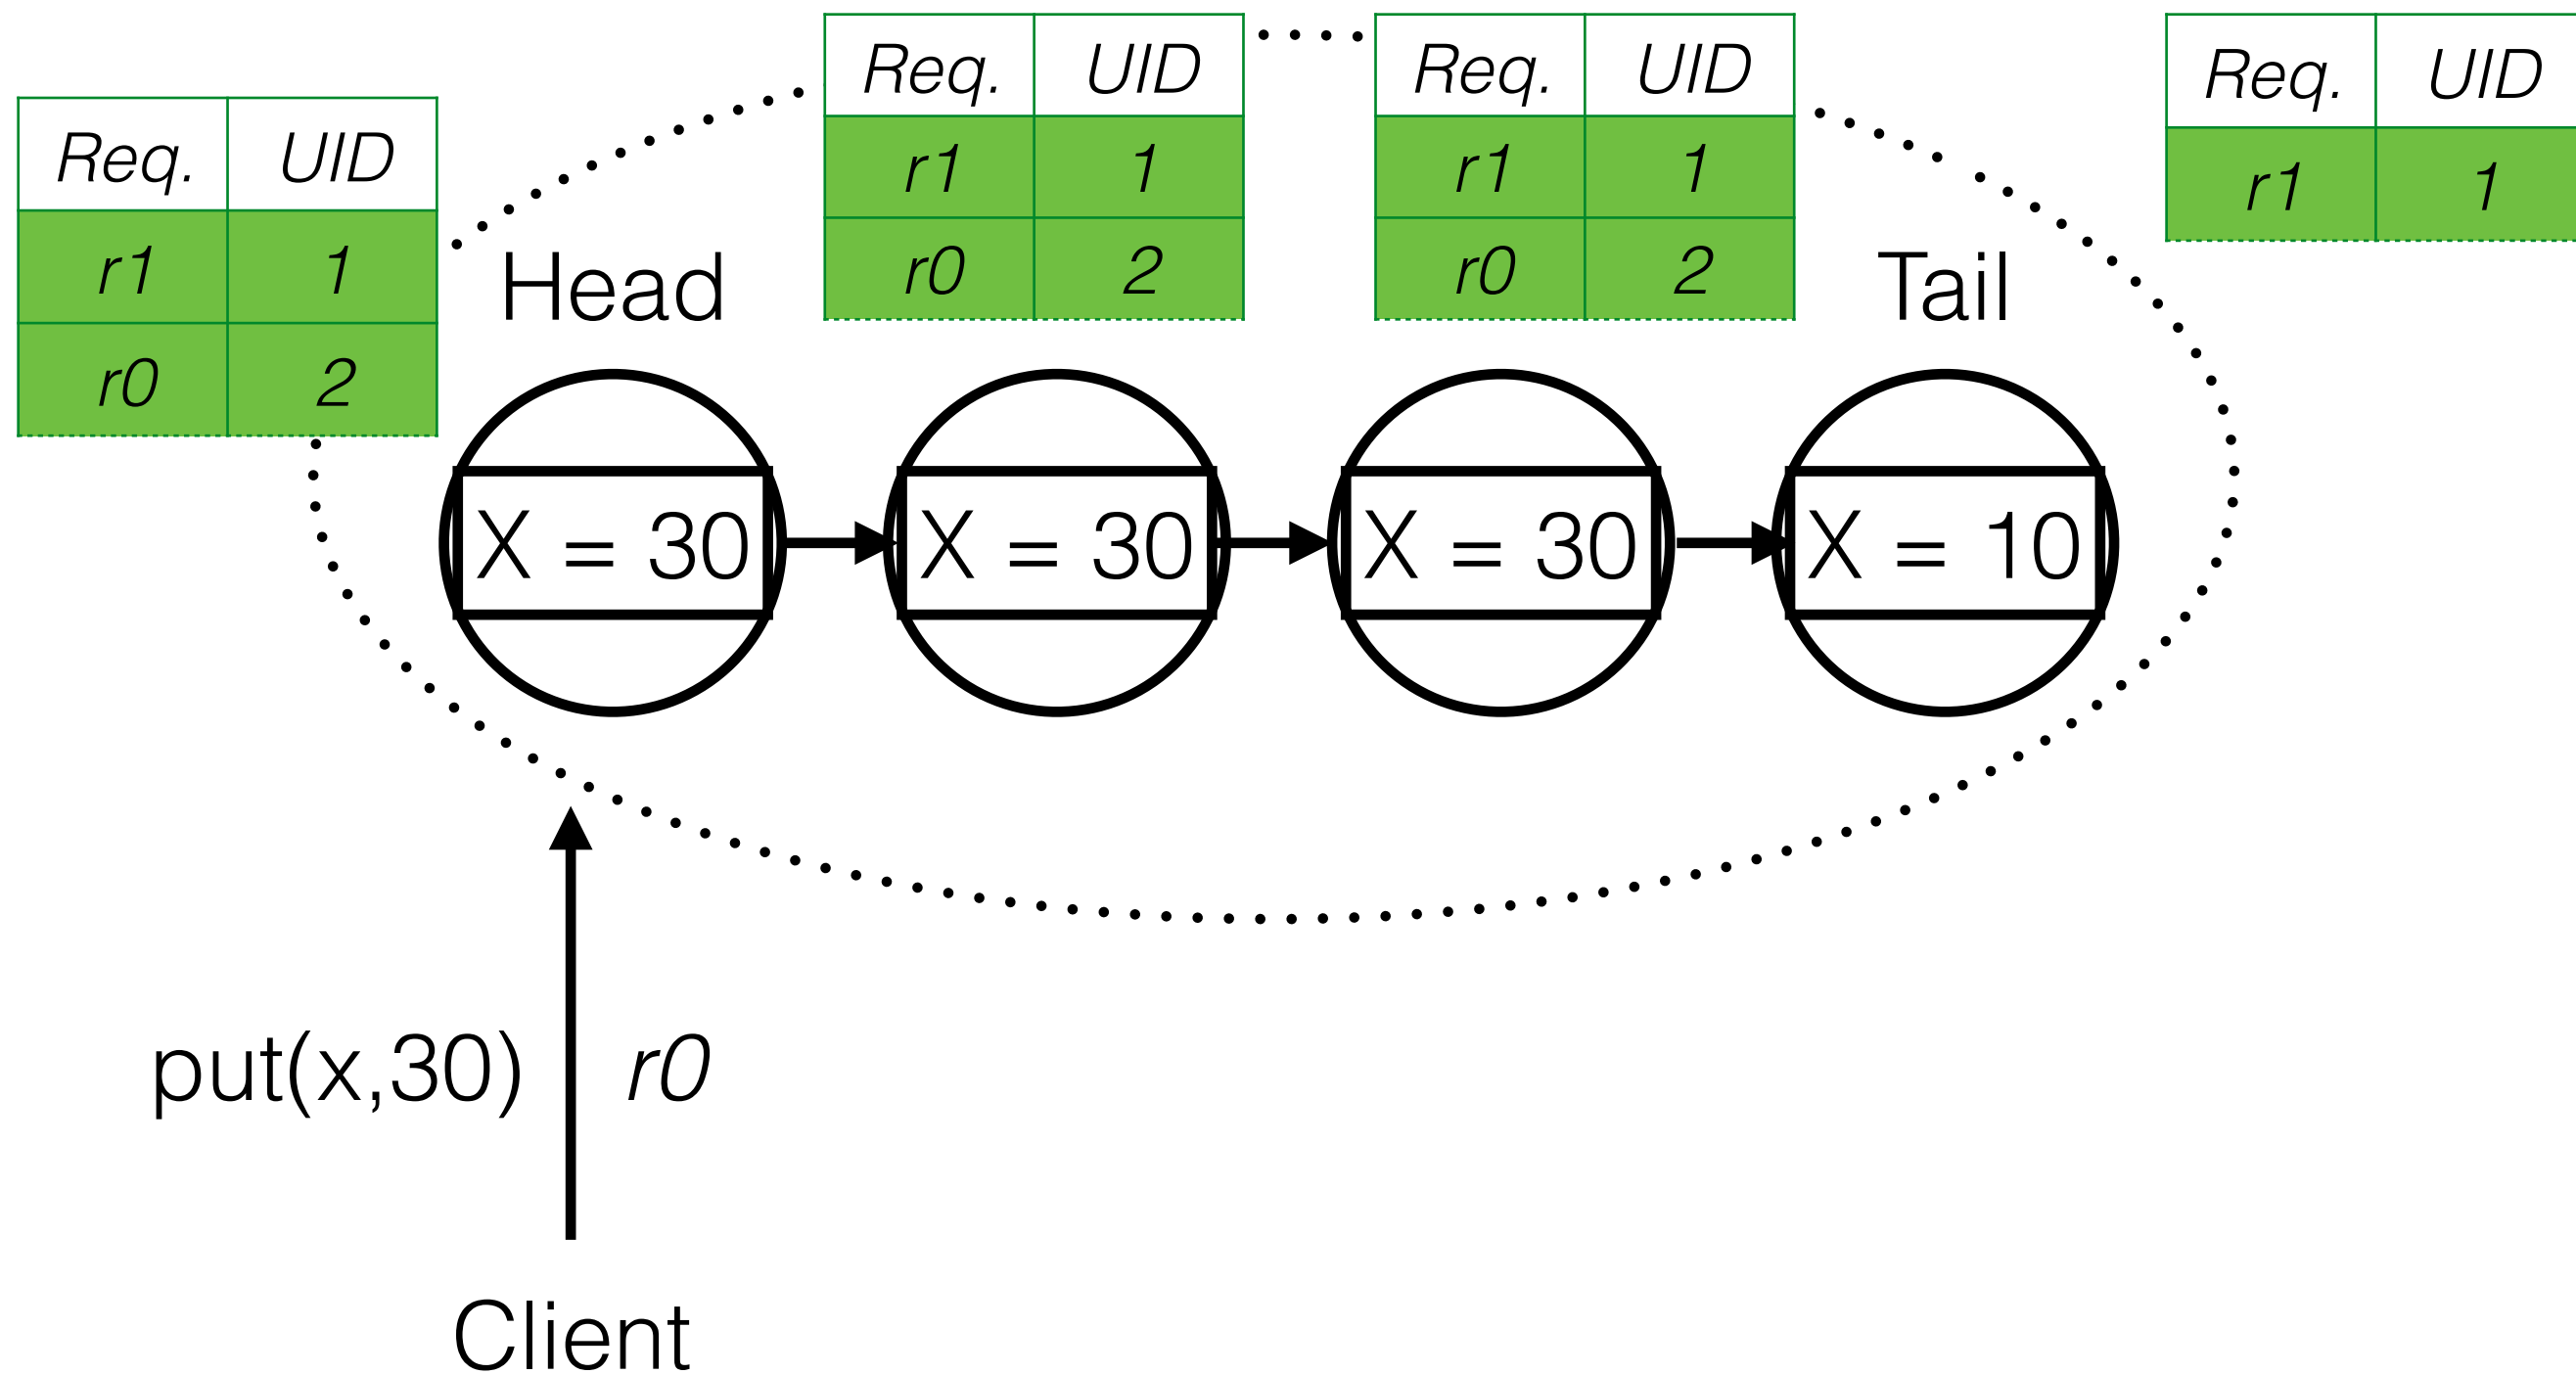 Req. UID
r1 1
r0 2
Req. UID
r1 1
r0 2
Req. UID
r1 1
r0 2
Req. UID
r1 1
Head
Tail
X = 30
X = 30
X = 30
X = 10
put(x,30)
r0
Client